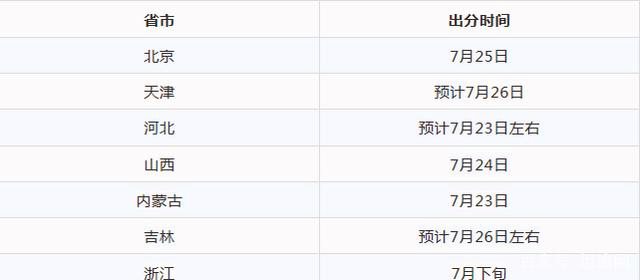 省市 出分时间
北京 7月25日
天津 预计7月26日
河北 预计7月23日左右
山西 7月24日
内蒙古 7月23日
吉林 预计7月26日左右
浙江 7月下旬